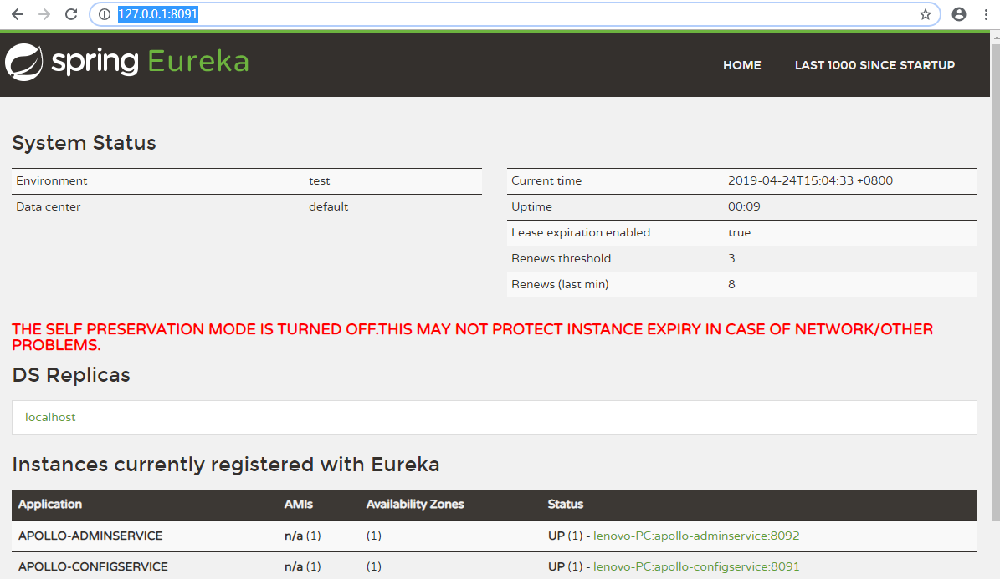 127.0.0.1:8091
spring Eureka
HOME LAST 1000 SINCE STARTUP
System Status
Environment test
Data center default
Current time 2019-04-24T15:04:33 +0800
Uptime 00:09
Lease expiration enabled true
Renews threshold 3
Renews (last min) 8
THE SELF PRESERVATION MODE IS TURNED OFF.THIS MAY NOT PROTECT INSTANCE EXPIRY IN CASE OF NETWORK/OTHER
PROBLEMS.
DS Replicas
localhost
Instances currently registered with Eureka
Application AMIs Availability Zones Status
APOLLO-ADMINSERVICE n/a (1) (1) UP (1) - lenovo-PC:apollo-adminservice:8092
APOLLO-CONFIGSERVICE n/a (1) (1) UP (1) - lenovo-PC:apollo-configservice:8091